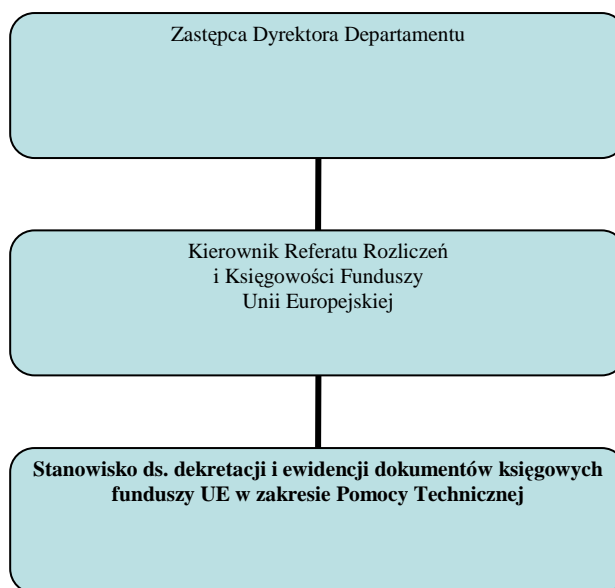 Zastępca Dyrektora Departamentu
Kierownik Referatu Rozliczeń
i Księgowości Funduszy
Unii Europejskiej
Stanowisko ds. dekretacji i ewidencji dokumentów księgowych
funduszy UE w zakresie Pomocy Technicznej